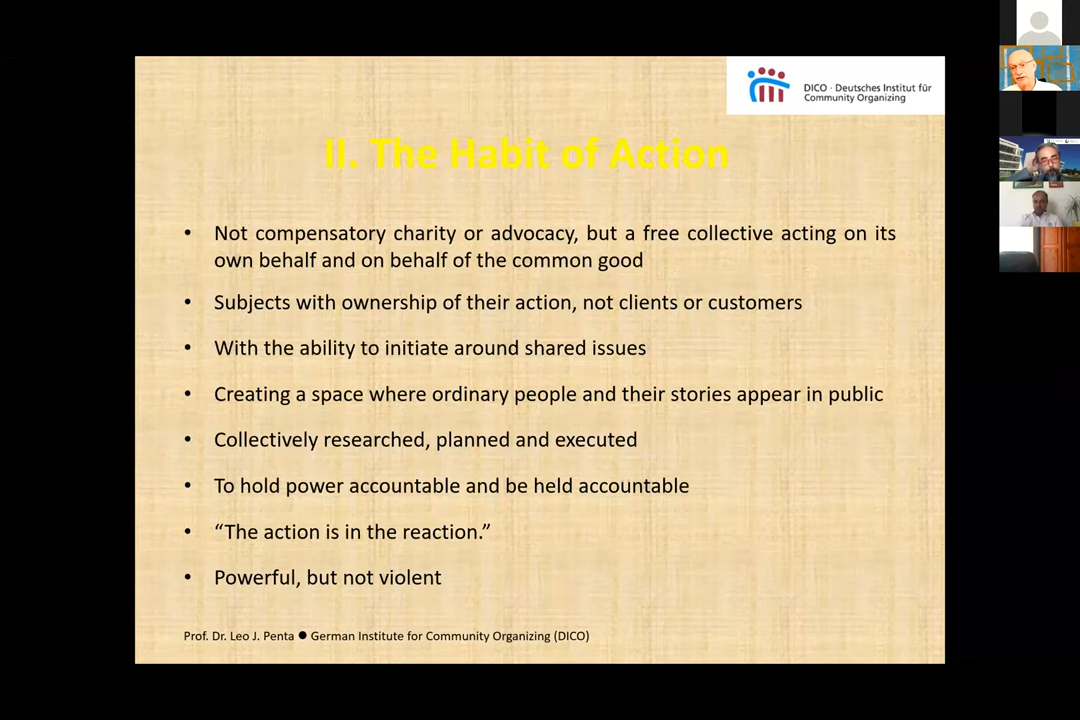 DICO · Deutsches Institut für
Community Organizing
II. The Habit of Action
• Not compensatory charity or advocacy, but a free collective acting on its
own behalf and on behalf of the common good
• Subjects with ownership of their action, not clients or customers
• With the ability to initiate around shared issues
• Creating a space where ordinary people and their stories appear in public
• Collectively researched, planned and executed
• To hold power accountable and be held accountable
• “The action is in the reaction.”
• Powerful, but not violent
Prof. Dr. Leo J. Penta ● German Institute for Community Organizing (DICO)